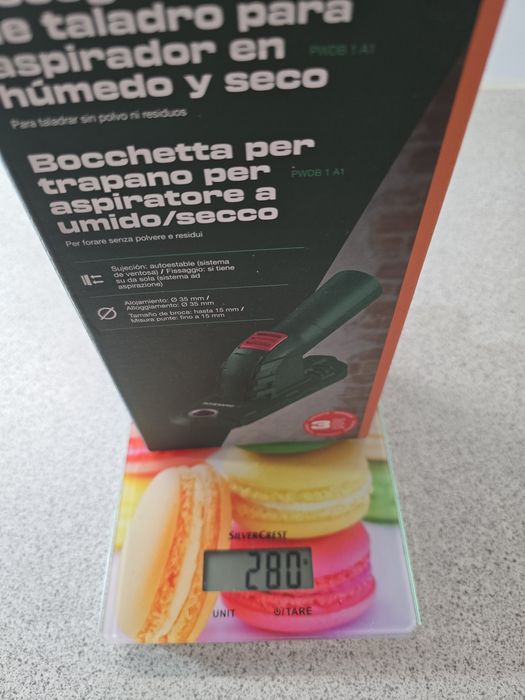 e taladro para
aspirador en
húmedo y seco
PWDB 1 A1
Para taladrar sin polvo ni residuos
Bocchetta per
trapano per
aspiratore a
umido/secco
PWDB 1 A1
Per forare senza polvere e residui
Sujeción: autoestable (sistema
de ventosa) / Fissaggio: si tiene
su da sola (sistema ad
aspirazione)
Alojamiento: Ø 35 mm /
Alloggiamento: Ø 35 mm
Tamaño de broca: hasta 15 mm /
Misura punte: fino a 15 mm
3
SILVERCREST
280
UNIT
/TARE